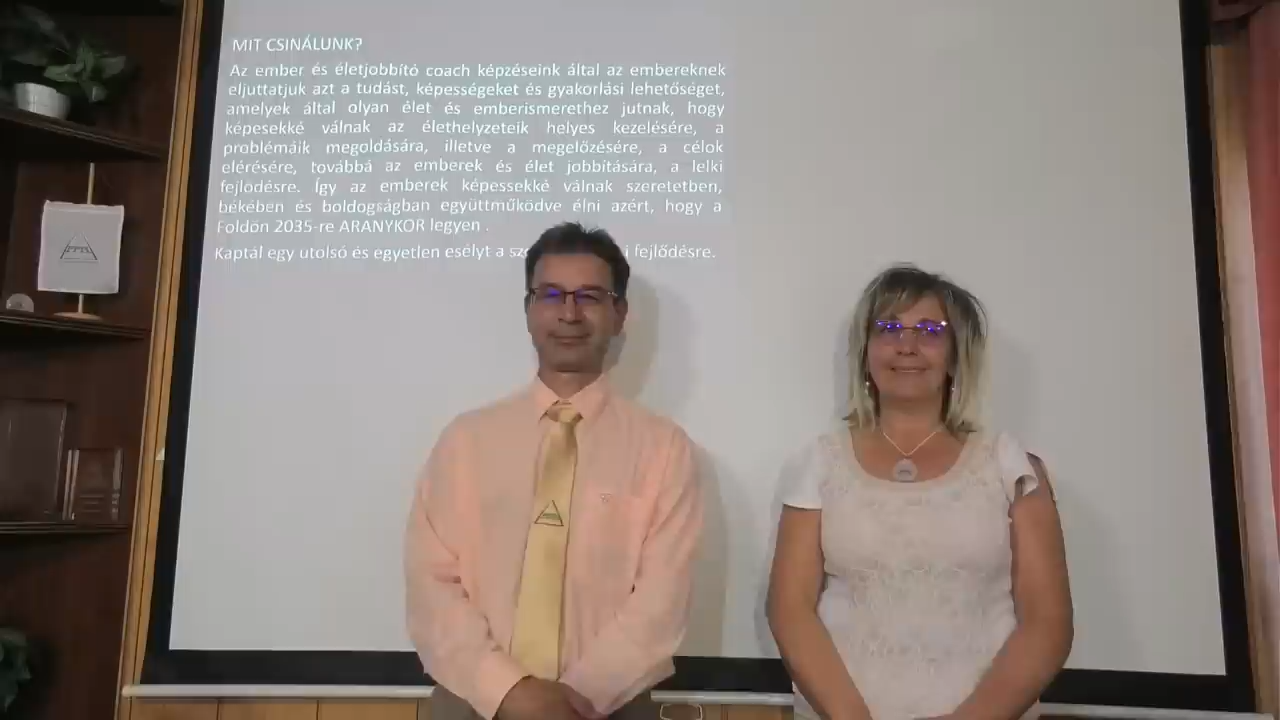 MIT CSINÁLUNK?
Az ember és életjobbító coach képzéseink által az embereknek
eljuttatjuk azt a tudást, képességeket és gyakorlási lehetőséget,
amelyek által olyan élet és emberismerethez jutnak, hogy
képesekké válnak az élethelyzeteik helyes kezelésére, a
problémáik megoldására, illetve a megelőzésére, a célok
elérésére, továbbá az emberek és élet jobbítására, a lelki
fejlődésre. Így az emberek képessekké válnak szeretetben,
békében és boldogságban együttműködve élni azért, hogy a
Földön 2035-re ARANYKOR legyen .
Kaptál egy utolsó és egyetlen esélyt a fejlődésre.